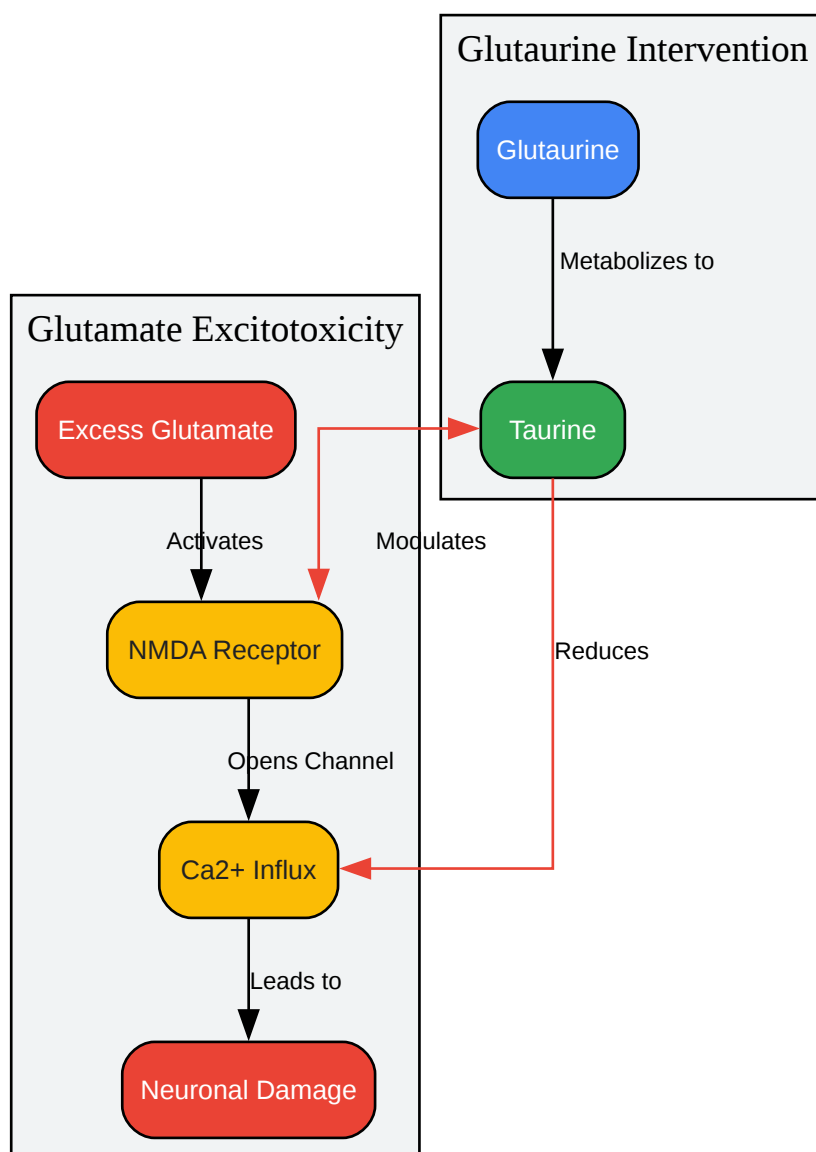 Glutaurine Intervention
Glutaurine
Metabolizes to
Glutamate Excitotoxicity
Excess Glutamate
Taurine
Activates
Modulates
NMDA Receptor
Reduces
Opens Channel
Ca2+ Influx
Leads to
Neuronal Damage